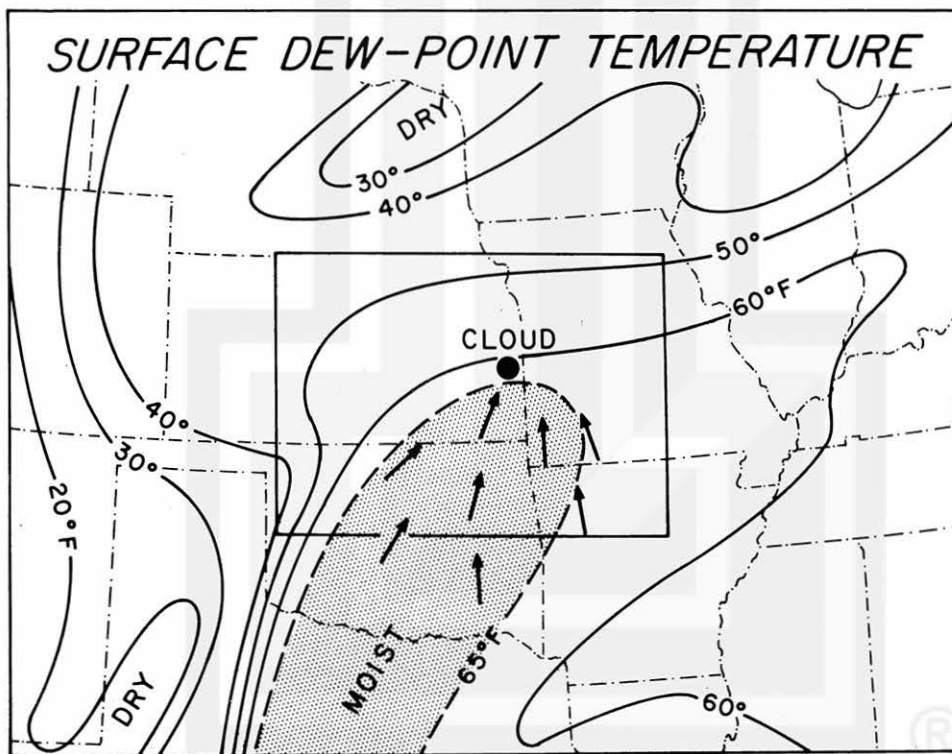 SURFACE DEW-POINT TEMPERATURE
DRY
30°
40°
50°
60°F
CLOUD
40°
30°
20°F
MOIST
65°F
DRY
60°
®